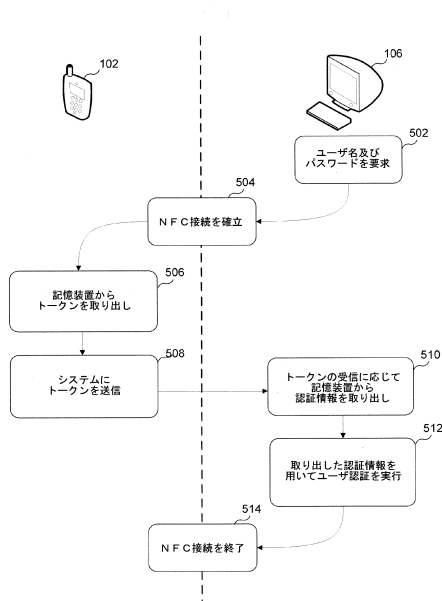 102
106
502
ユーザ名及び
パスワードを要求
504
NFC接続を確立
506
記憶装置から
トークンを取り出し
508
システムに
トークンを送信
510
トークンの受信に応じて
記憶装置から
認証情報を取り出し
512
取り出した認証情報を
用いてユーザ認証を実行
514
NFC接続を終了